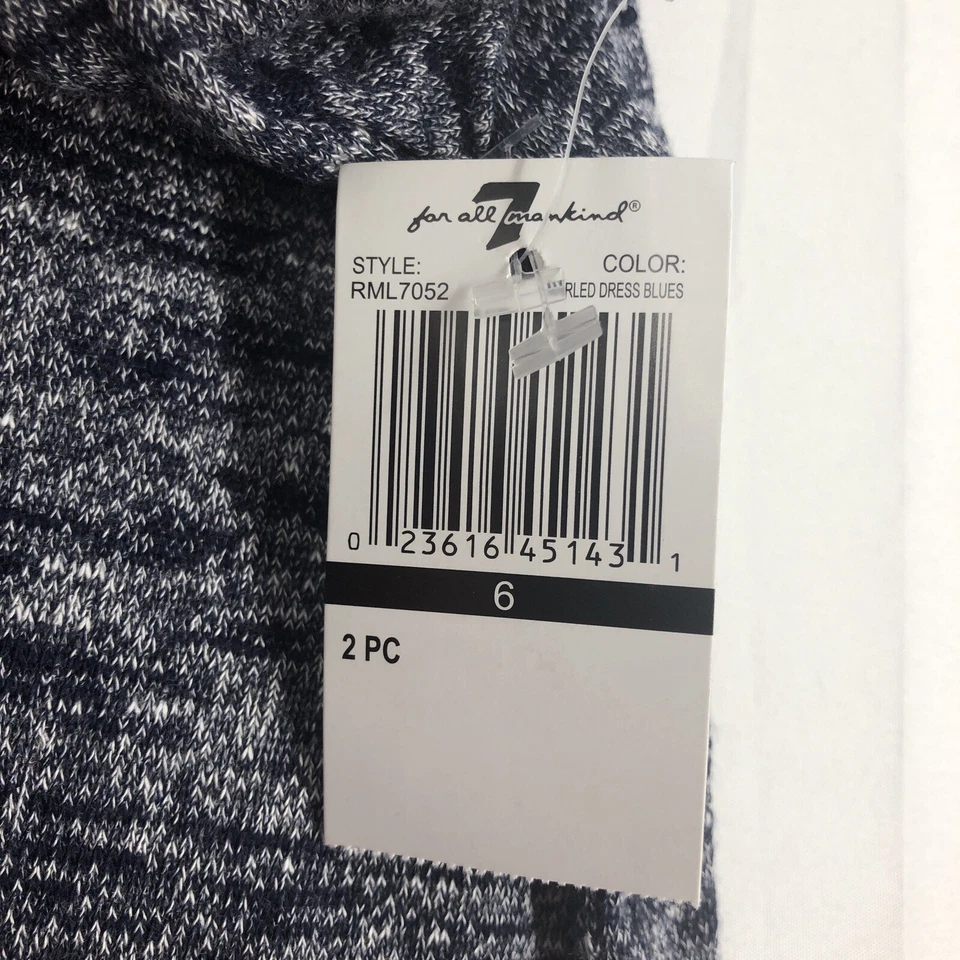 for all 7 mankind®
STYLE: COLOR:
RML7052 RLED DRESS BLUES
0 23616 45143 1
6
2 PC